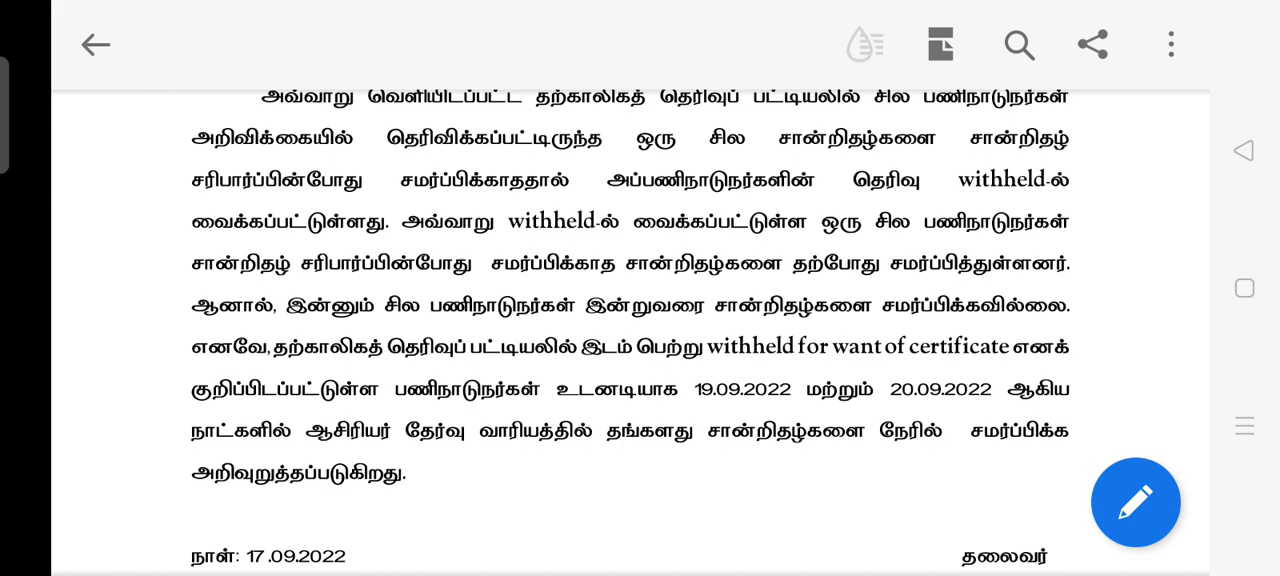 அவ்வாறு வெளியிடப்பட்ட தற்காலிகத் தெரிவுப் பட்டியலில் சில பணிநாடுநர்கள்
அறிவிக்கையில் தெரிவிக்கப்பட்டிருந்த ஒரு சில சான்றிதழ்களை சான்றிதழ்
சரிபார்ப்பின்போது சமர்ப்பிக்காததால் அப்பணிநாடுநர்களின் தெரிவு withheld-ல்
வைக்கப்பட்டுள்ளது. அவ்வாறு withheld-ல் வைக்கப்பட்டுள்ள ஒரு சில பணிநாடுநர்கள்
சான்றிதழ் சரிபார்ப்பின்போது சமர்ப்பிக்காத சான்றிதழ்களை தற்போது சமர்ப்பித்துள்ளனர்.
ஆனால், இன்னும் சில பணிநாடுநர்கள் இன்றுவரை சான்றிதழ்களை சமர்ப்பிக்கவில்லை.
எனவே, தற்காலிகத் தெரிவுப் பட்டியலில் இடம் பெற்று withheld for want of certificate எனக்
குறிப்பிடப்பட்டுள்ள பணிநாடுநர்கள் உடனடியாக 19.09.2022 மற்றும் 20.09.2022 ஆகிய
நாட்களில் ஆசிரியர் தேர்வு வாரியத்தில் தங்களது சான்றிதழ்களை நேரில் சமர்ப்பிக்க
அறிவுறுத்தப்படுகிறது.
நாள்: 17 .09.2022 தலைவர்